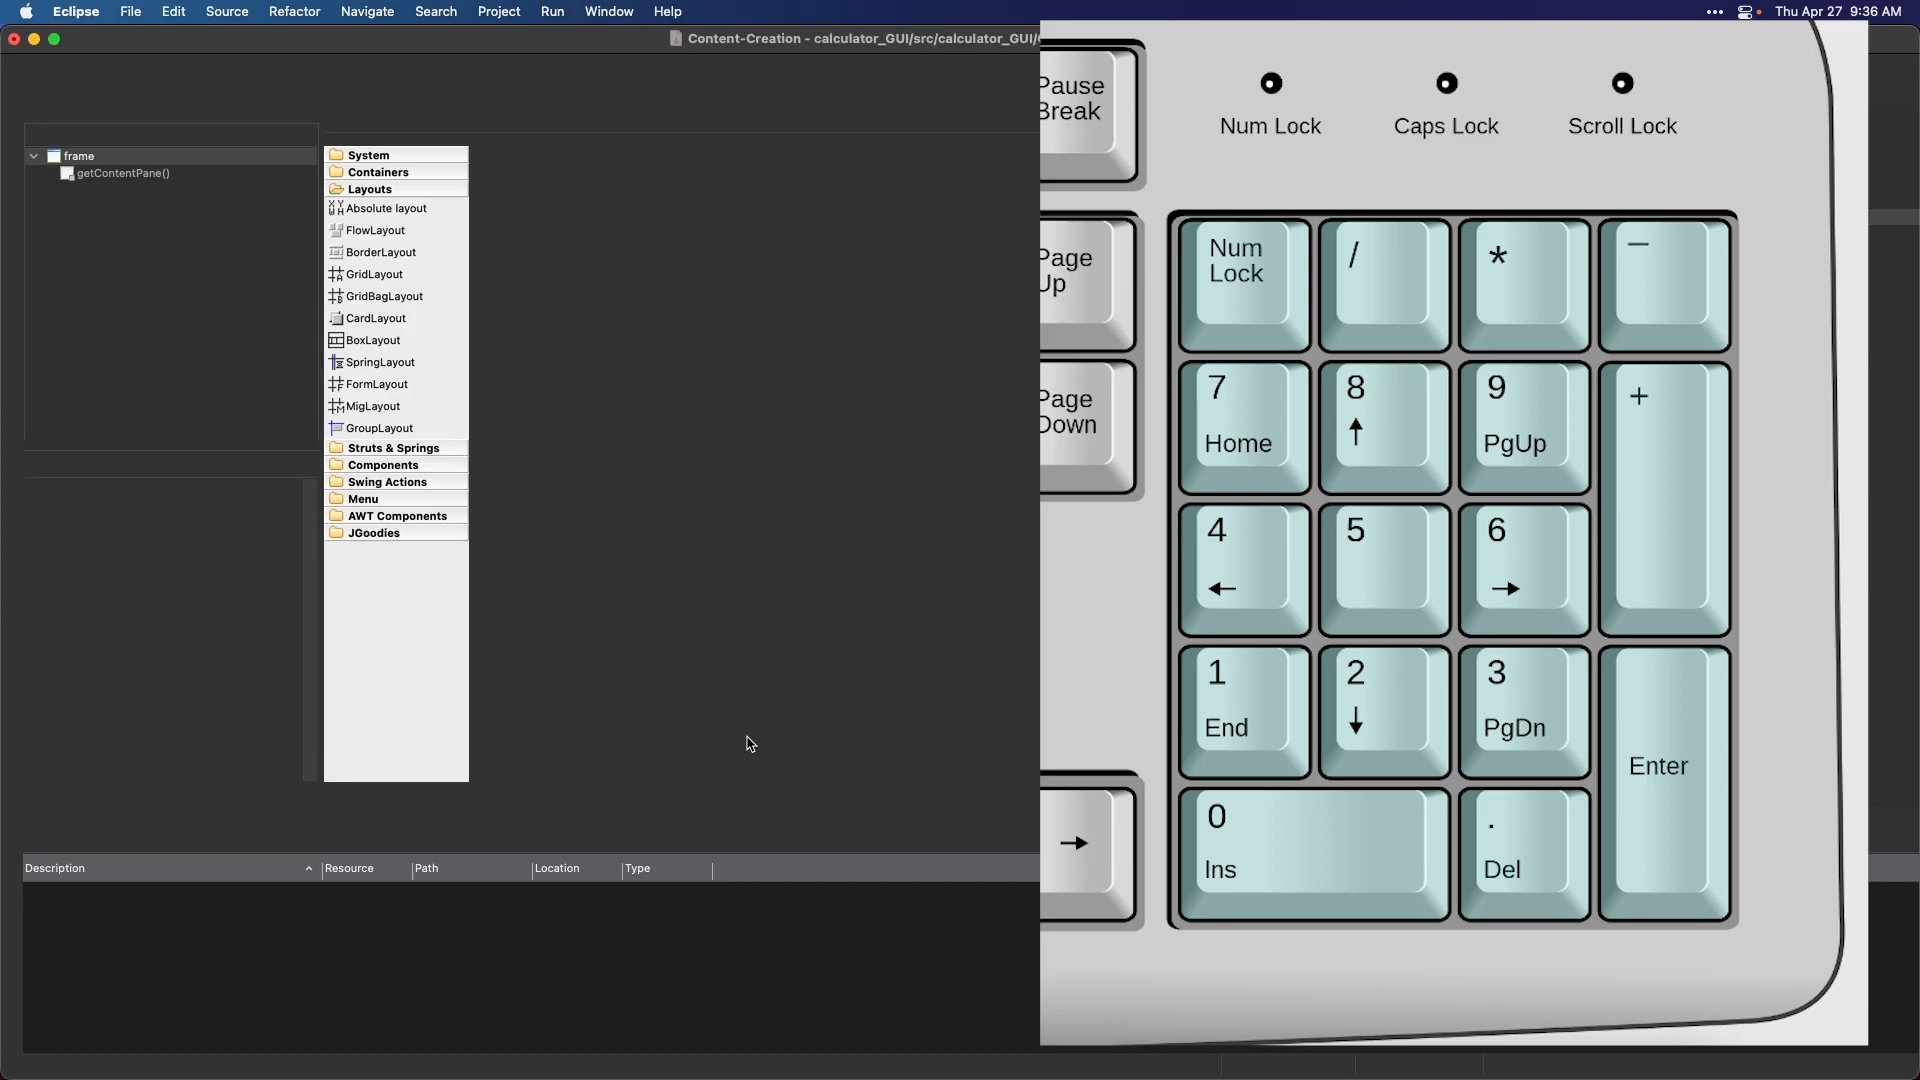 Eclipse File Edit Source Refactor Navigate Search Project Run Window Help
Thu Apr 27 9:36 AM
Content-Creation - calculator_GUI/src/calculator_GUI/
frame
getContentPane()
System
Containers
Layouts
Absolute layout
FlowLayout
BorderLayout
GridLayout
GridBagLayout
CardLayout
BoxLayout
SpringLayout
FormLayout
MigLayout
GroupLayout
Struts & Springs
Components
Swing Actions
Menu
AWT Components
JGoodies
Description Resource Path Location Type
Pause
Break
Num Lock Caps Lock Scroll Lock
Page
Up
Page
Down
Num
Lock
/
*
–
7
Home
8
9
PgUp
+
4
5
6
1
End
2
3
PgDn
Enter
0
Ins
.
Del